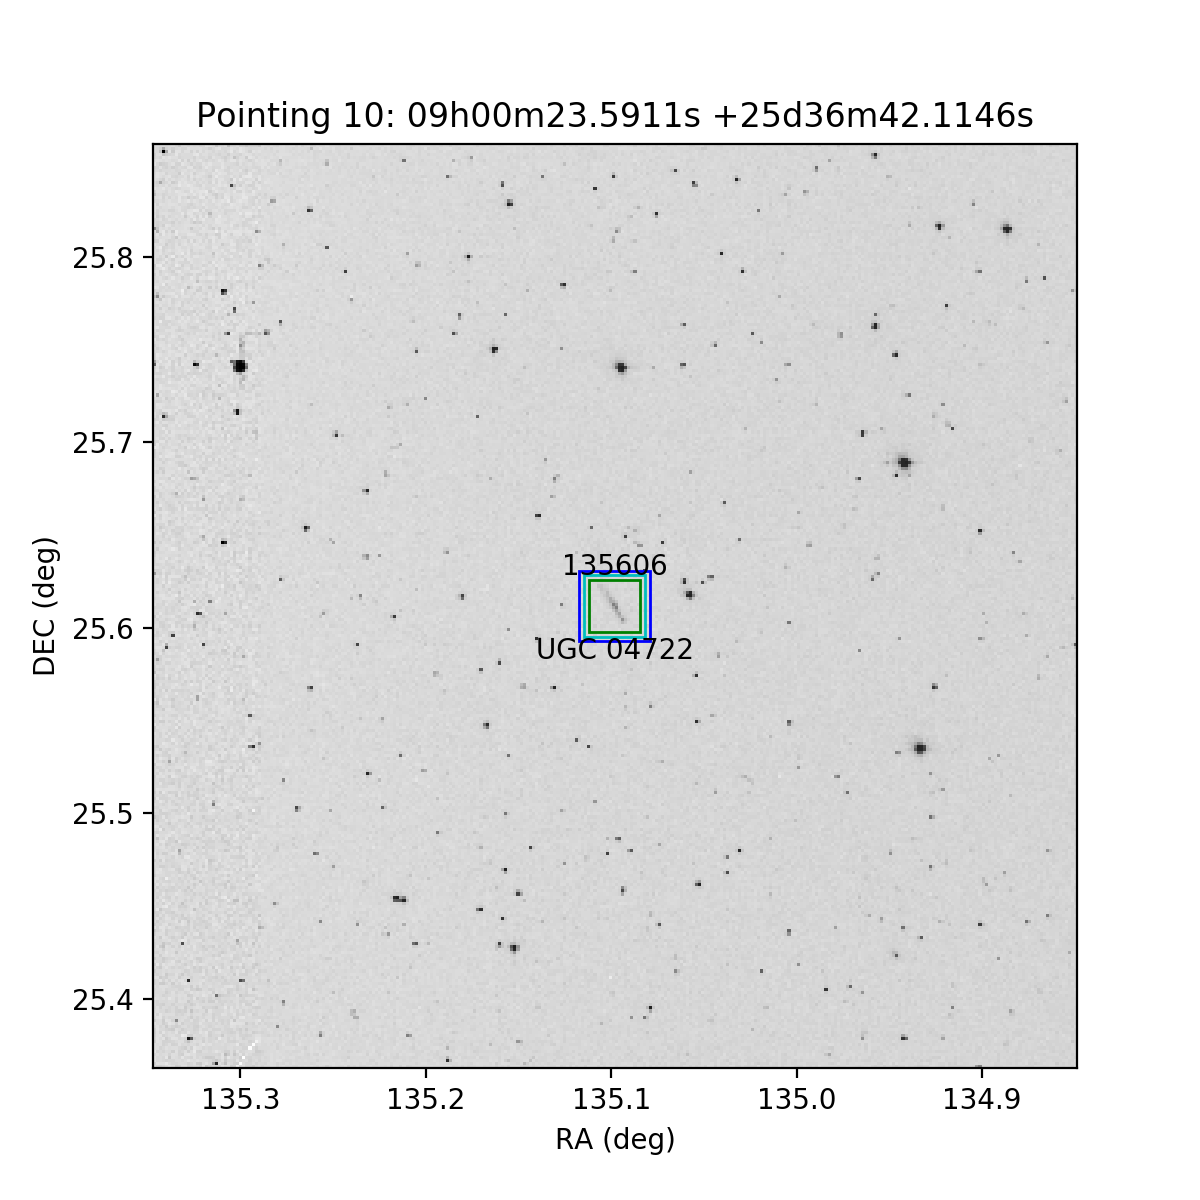 Pointing 10: 09h00m23.5911s +25d36m42.1146s
25.8
25.7
25.6
25.5
25.4
DEC (deg)
135606
UGC 04722
135.3 135.2 135.1 135.0 134.9
RA (deg)